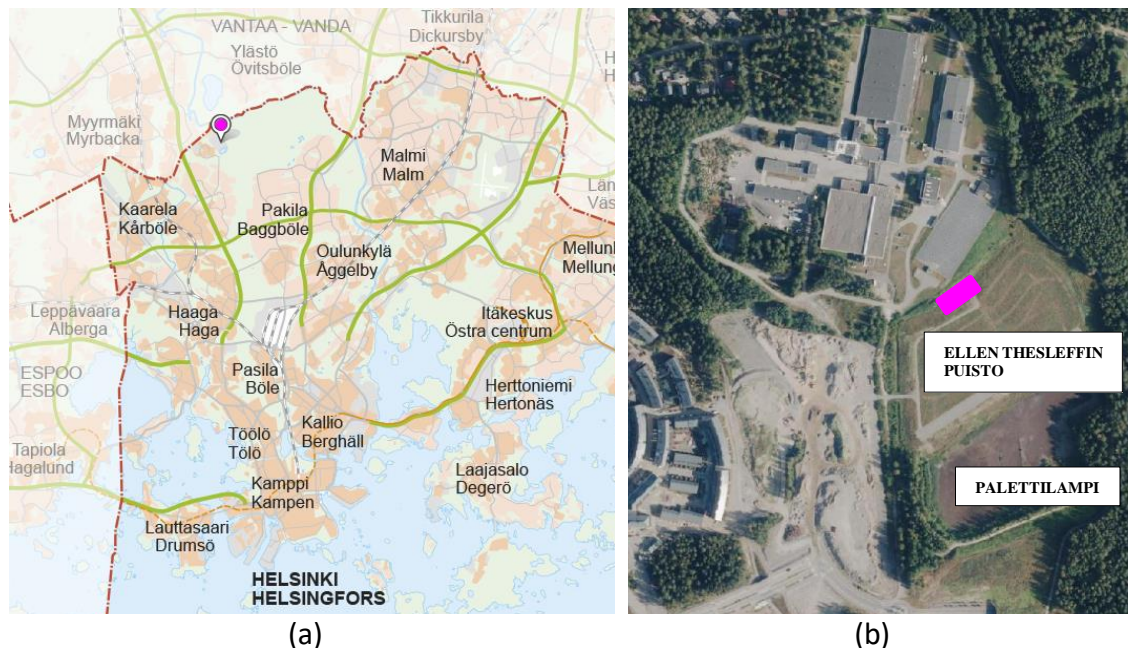 VANTAA - VANDA
Tikkurila
Dickursby
Ylästö
Övitsböle
Myyrmäki
Myrbacka
Malmi
Malm
Kaarela
Kårböle
Pakila
Baggböle
Oulunkylä
Åggelby
Mellun
Mellung
Leppävaara
Alberga
Haaga
Haga
Itäkeskus
Östra centrum
ESPOO
ESBO
Pasila
Böle
Herttoniemi
Hertonäs
Kallio
Berghäll
Töölö
Tölö
Tapiola
Hagalund
Laajasalo
Degerö
Kamppi
Kampen
Lauttasaari
Drumsö
HELSINKI
HELSINGFORS
(a)
ELLEN THESLEFFIN
PUISTO
PALETTILAMPI
(b)